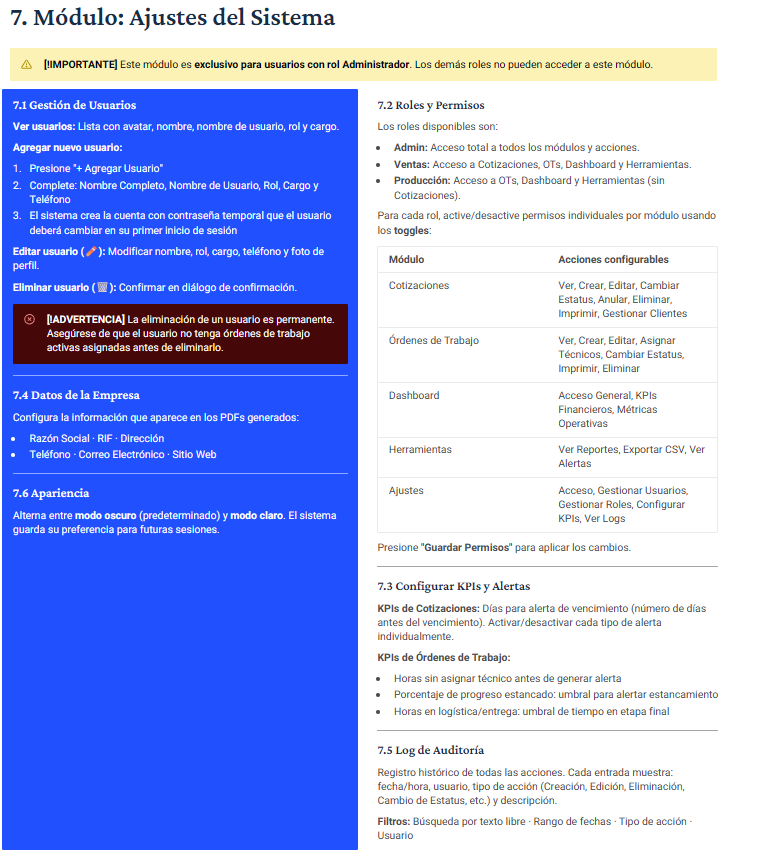 7. Módulo: Ajustes del Sistema
[!IMPORTANTE] Este módulo es exclusivo para usuarios con rol Administrador. Los demás roles no pueden acceder a este módulo.
7.1 Gestión de Usuarios
Ver usuarios: Lista con avatar, nombre, nombre de usuario, rol y cargo.
Agregar nuevo usuario:
1. Presione "+ Agregar Usuario"
2. Complete: Nombre Completo, Nombre de Usuario, Rol, Cargo y
Teléfono
3. El sistema crea la cuenta con contraseña temporal que el usuario
deberá cambiar en su primer inicio de sesión
Editar usuario (✏️): Modificar nombre, rol, cargo, teléfono y foto de
perfil.
Eliminar usuario (🗑️): Confirmar en diálogo de confirmación.
[!ADVERTENCIA] La eliminación de un usuario es permanente.
Asegúrese de que el usuario no tenga órdenes de trabajo
activas asignadas antes de eliminarlo.
7.4 Datos de la Empresa
Configura la información que aparece en los PDFs generados:
• Razón Social · RIF · Dirección
• Teléfono · Correo Electrónico · Sitio Web
7.6 Apariencia
Alterna entre modo oscuro (predeterminado) y modo claro. El sistema
guarda su preferencia para futuras sesiones.
7.2 Roles y Permisos
Los roles disponibles son:
• Admin: Acceso total a todos los módulos y acciones.
• Ventas: Acceso a Cotizaciones, OTs, Dashboard y Herramientas.
• Producción: Acceso a OTs, Dashboard y Herramientas (sin
Cotizaciones).
Para cada rol, active/desactive permisos individuales por módulo usando
los toggles:
Módulo Acciones configurables
Cotizaciones Ver, Crear, Editar, Cambiar
Estatus, Anular, Eliminar,
Imprimir, Gestionar Clientes
Órdenes de Trabajo Ver, Crear, Editar, Asignar
Técnicos, Cambiar Estatus,
Imprimir, Eliminar
Dashboard Acceso General, KPIs
Financieros, Métricas
Operativas
Herramientas Ver Reportes, Exportar CSV, Ver
Alertas
Ajustes Acceso, Gestionar Usuarios,
Gestionar Roles, Configurar
KPIs, Ver Logs
Presione "Guardar Permisos" para aplicar los cambios.
7.3 Configurar KPIs y Alertas
KPIs de Cotizaciones: Días para alerta de vencimiento (número de días
antes del vencimiento). Activar/desactivar cada tipo de alerta
individualmente.
KPIs de Órdenes de Trabajo:
• Horas sin asignar técnico antes de generar alerta
• Porcentaje de progreso estancado: umbral para alertar estancamiento
• Horas en logística/entrega: umbral de tiempo en etapa final
7.5 Log de Auditoría
Registro histórico de todas las acciones. Cada entrada muestra:
fecha/hora, usuario, tipo de acción (Creación, Edición, Eliminación,
Cambio de Estatus, etc.) y descripción.
Filtros: Búsqueda por texto libre · Rango de fechas · Tipo de acción ·
Usuario